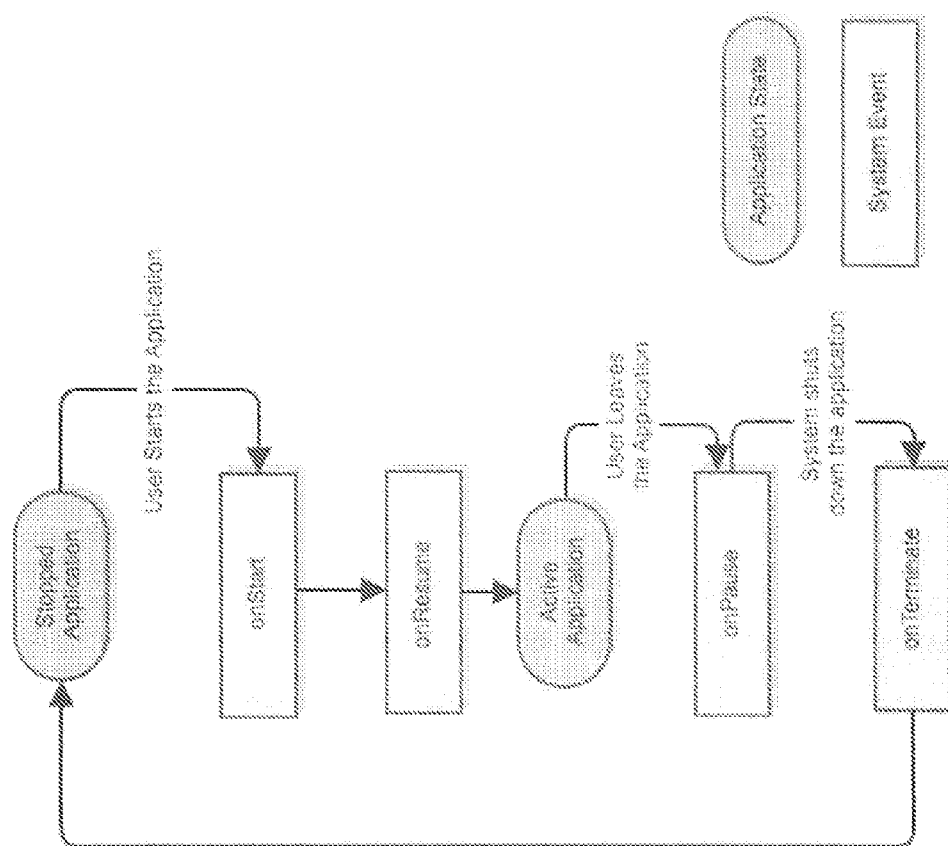 Stopped
Application
User Starts the Application
onStart
onResume
Active
Application
User Leaves
the Application
onPause
System shuts
down the application
onTerminate
Application State
System Event